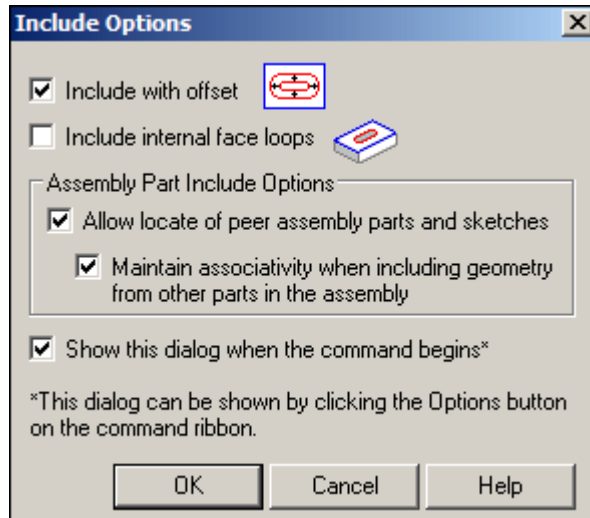 Include Options
Include with offset
Include internal face loops
Assembly Part Include Options
Allow locate of peer assembly parts and sketches
Maintain associativity when including geometry
from other parts in the assembly
Show this dialog when the command begins*
*This dialog can be shown by clicking the Options button
on the command ribbon.
OK Cancel Help